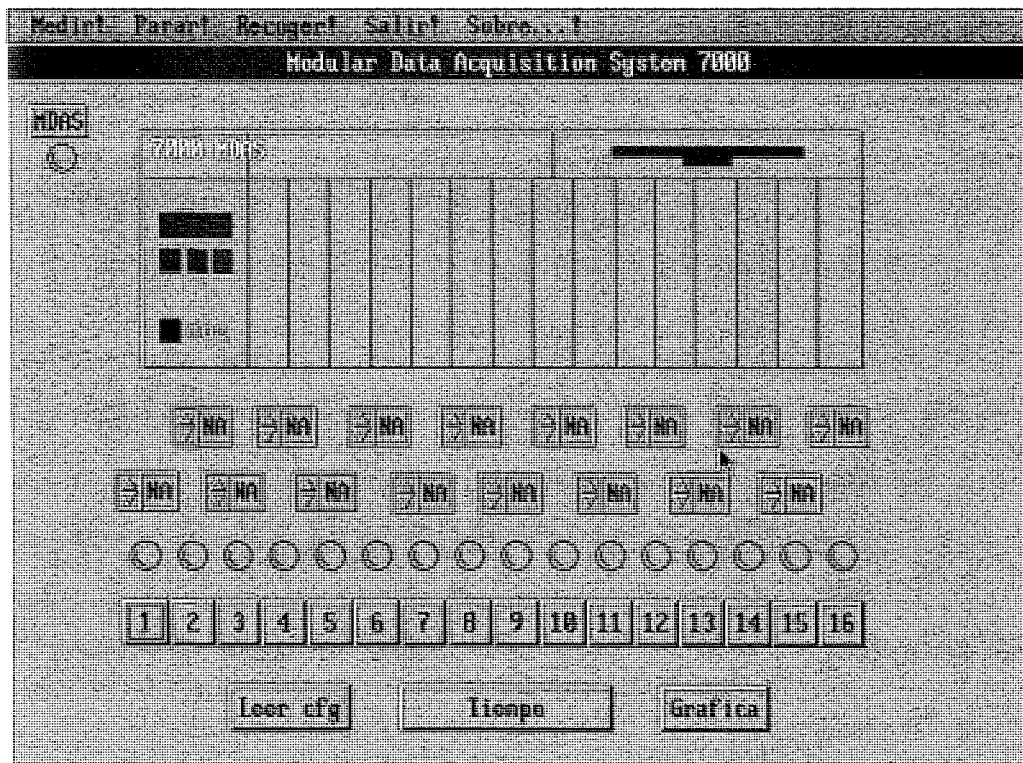 Medir! Parar! Recuger! Salir! Sobre...!
Modular Data Acquisition System 7000
MDAS
7000 MDAS
NA NA NA NA NA NA NA NA
NA NA NA NA NA NA NA NA
1 2 3 4 5 6 7 8 9 10 11 12 13 14 15 16
Leer cfg Tiempo Grafica